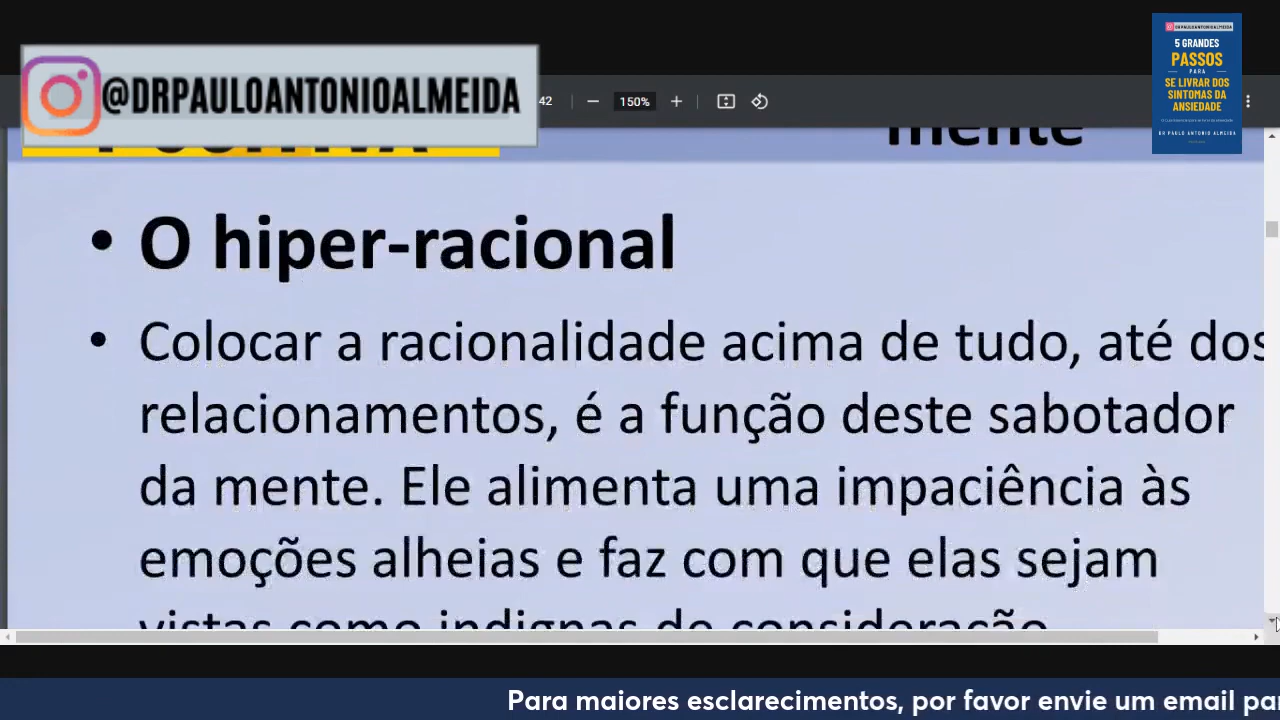 @DRPAULOANTONIOALMEIDA
42
150%
5 GRANDES
PASSOS
PARA
SE LIVRAR DOS
SINTOMAS DA
ANSIEDADE
DR PAULO ANTONIO ALMEIDA
mente
• O hiper-racional
• Colocar a racionalidade acima de tudo, até dos
relacionamentos, é a função deste sabotador
da mente. Ele alimenta uma impaciência às
emoções alheias e faz com que elas sejam
vistas como indignas de consideração
Para maiores esclarecimentos, por favor envie um email par